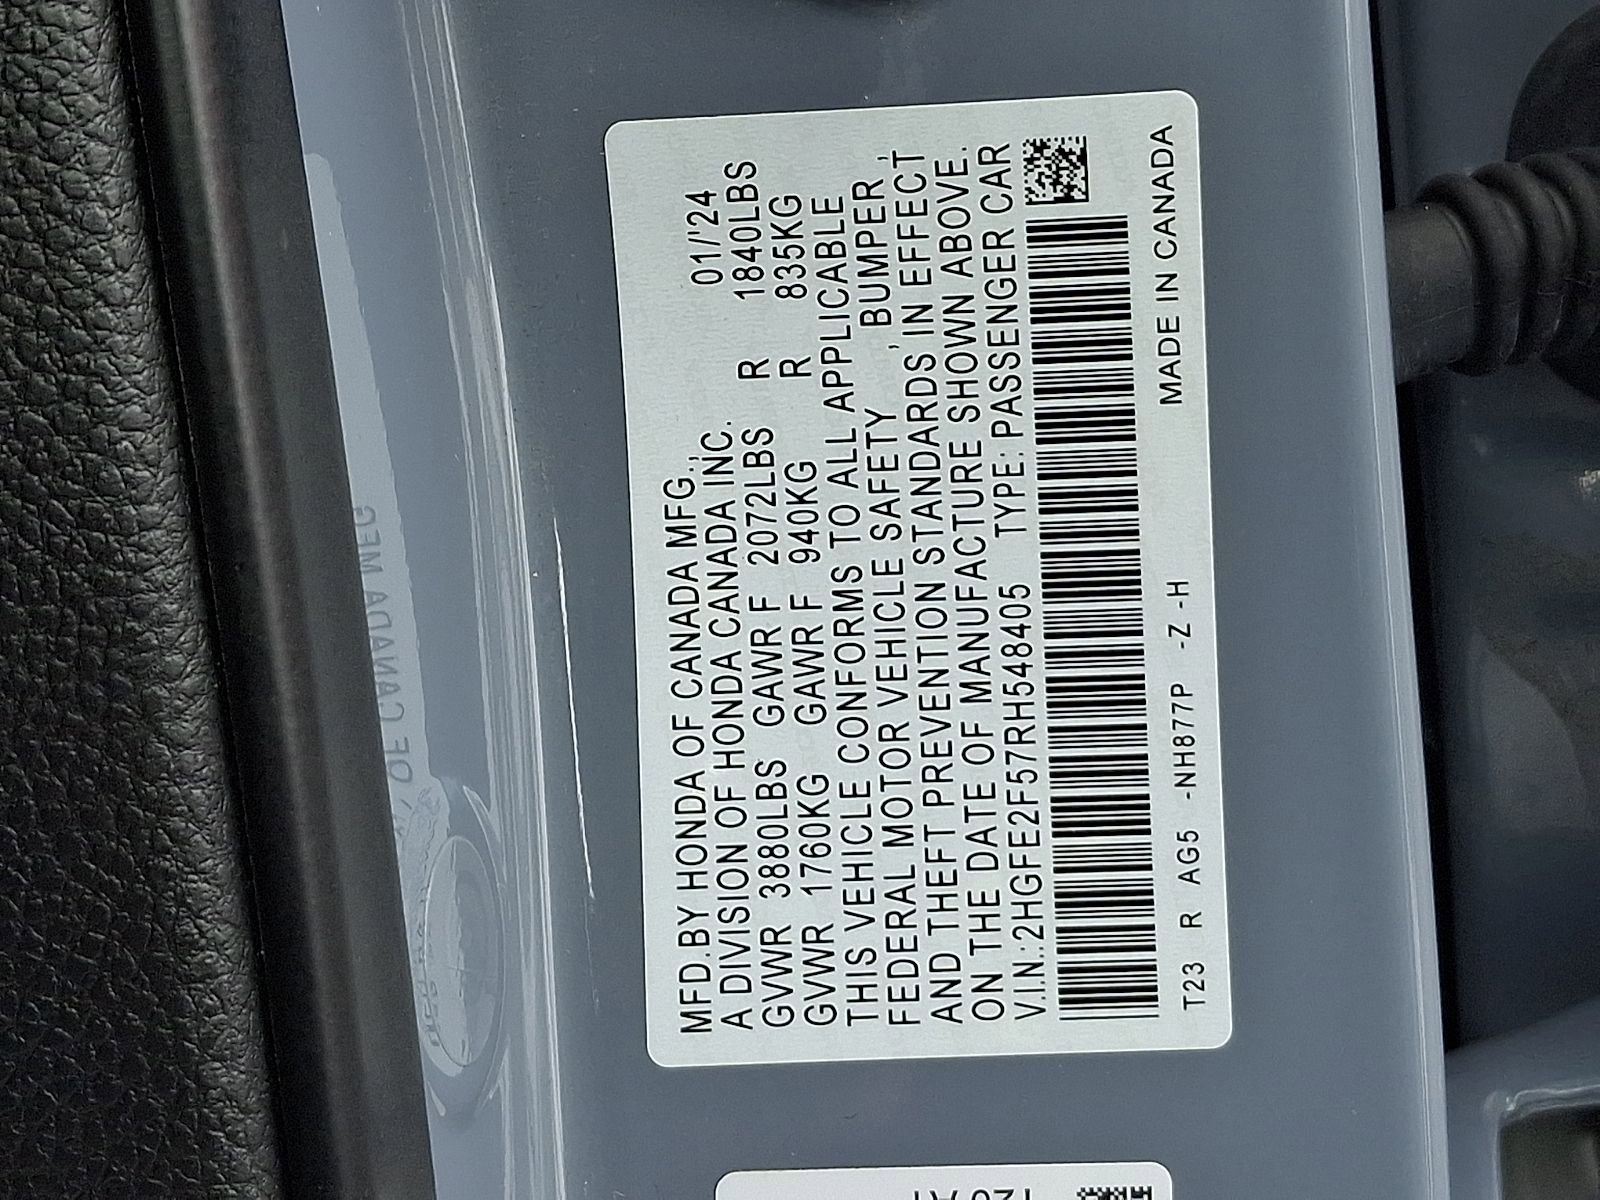 MFD.BY HONDA OF CANADA MFG., 01/'24
A DIVISION OF HONDA CANADA INC.
GVWR 3880LBS GAWR F 2072LBS R 1840LBS
GVWR 1760KG GAWR F 940KG R 835KG
THIS VEHICLE CONFORMS TO ALL APPLICABLE
FEDERAL MOTOR VEHICLE SAFETY , BUMPER ,
AND THEFT PREVENTION STANDARDS IN EFFECT
ON THE DATE OF MANUFACTURE SHOWN ABOVE.
V.I.N.:2HGFE2F57RH548405 TYPE: PASSENGER CAR
T23 R AG5 -NH877P -Z -H MADE IN CANADA
OF CANADA MFG